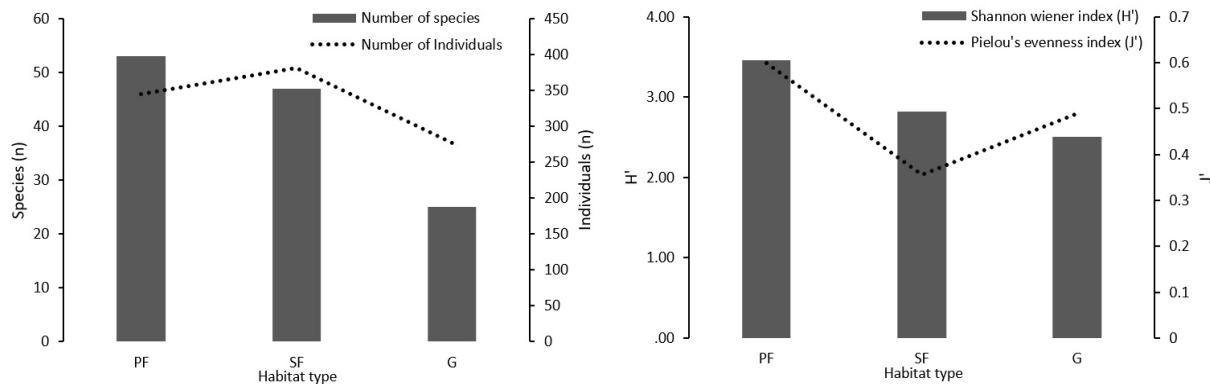 Number of species
Number of Individuals
Species (n)
60
50
40
30
20
10
0
450
400
350
300
250
200
150
100
50
0
Individuals (n)
PF
SF
G
Habitat type
Shannon wiener index (H')
Pielou's evenness index (J')
H'
4.00
3.00
2.00
1.00
.00
0.7
0.6
0.5
0.4
0.3
0.2
0.1
0
J'
PF
SF
G
Habitat type